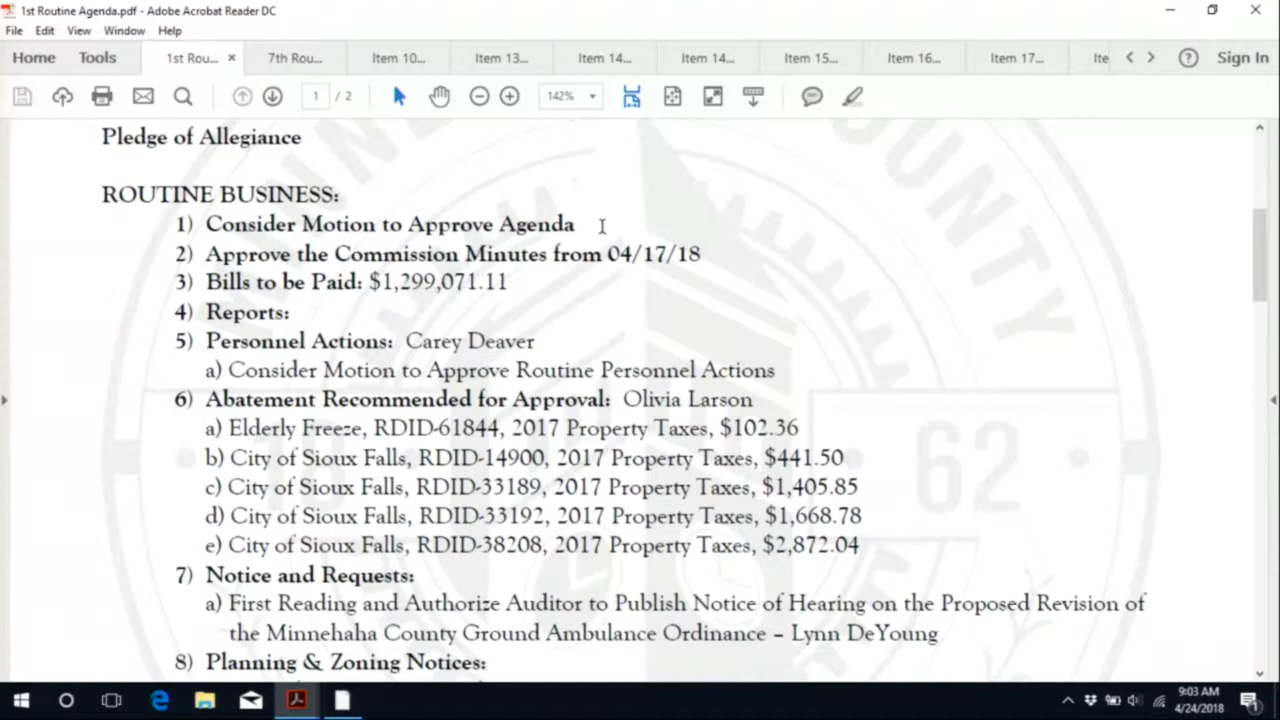 1st Routine Agenda.pdf - Adobe Acrobat Reader DC
File Edit View Window Help
Home Tools 1st Rou... 7th Rou... Item 10... Item 13... Item 14... Item 14... Item 15... Item 16... Item 17... Ite Sign In
1 / 2 142%
Pledge of Allegiance
ROUTINE BUSINESS:
1) Consider Motion to Approve Agenda
2) Approve the Commission Minutes from 04/17/18
3) Bills to be Paid: $1,299,071.11
4) Reports:
5) Personnel Actions: Carey Deaver
a) Consider Motion to Approve Routine Personnel Actions
6) Abatement Recommended for Approval: Olivia Larson
a) Elderly Freeze, RDID-61844, 2017 Property Taxes, $102.36
b) City of Sioux Falls, RDID-14900, 2017 Property Taxes, $441.50
c) City of Sioux Falls, RDID-33189, 2017 Property Taxes, $1,405.85
d) City of Sioux Falls, RDID-33192, 2017 Property Taxes, $1,668.78
e) City of Sioux Falls, RDID-38208, 2017 Property Taxes, $2,872.04
7) Notice and Requests:
a) First Reading and Authorize Auditor to Publish Notice of Hearing on the Proposed Revision of
the Minnehaha County Ground Ambulance Ordinance – Lynn DeYoung
8) Planning & Zoning Notices:
62
9:03 AM
4/24/2018